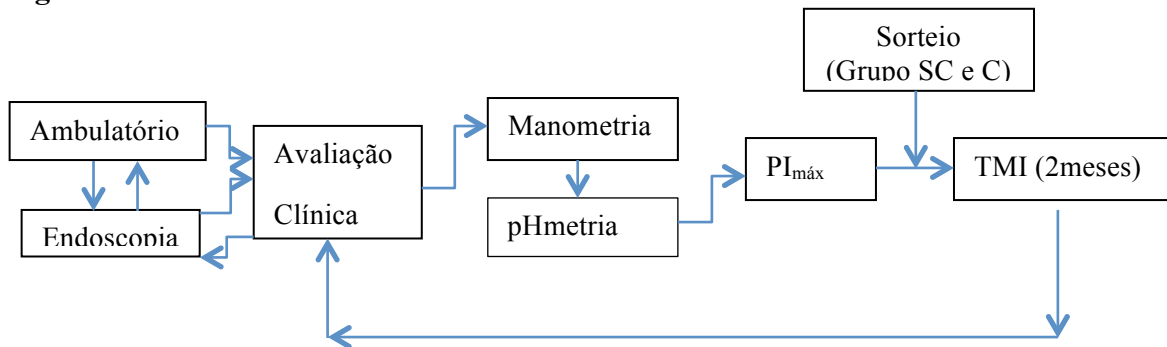 Sorteio
(Grupo SC e C)
Ambulatório
Endoscopia
Avaliação
Clínica
Manometria
pHmetria
PImáx
TMI (2meses)